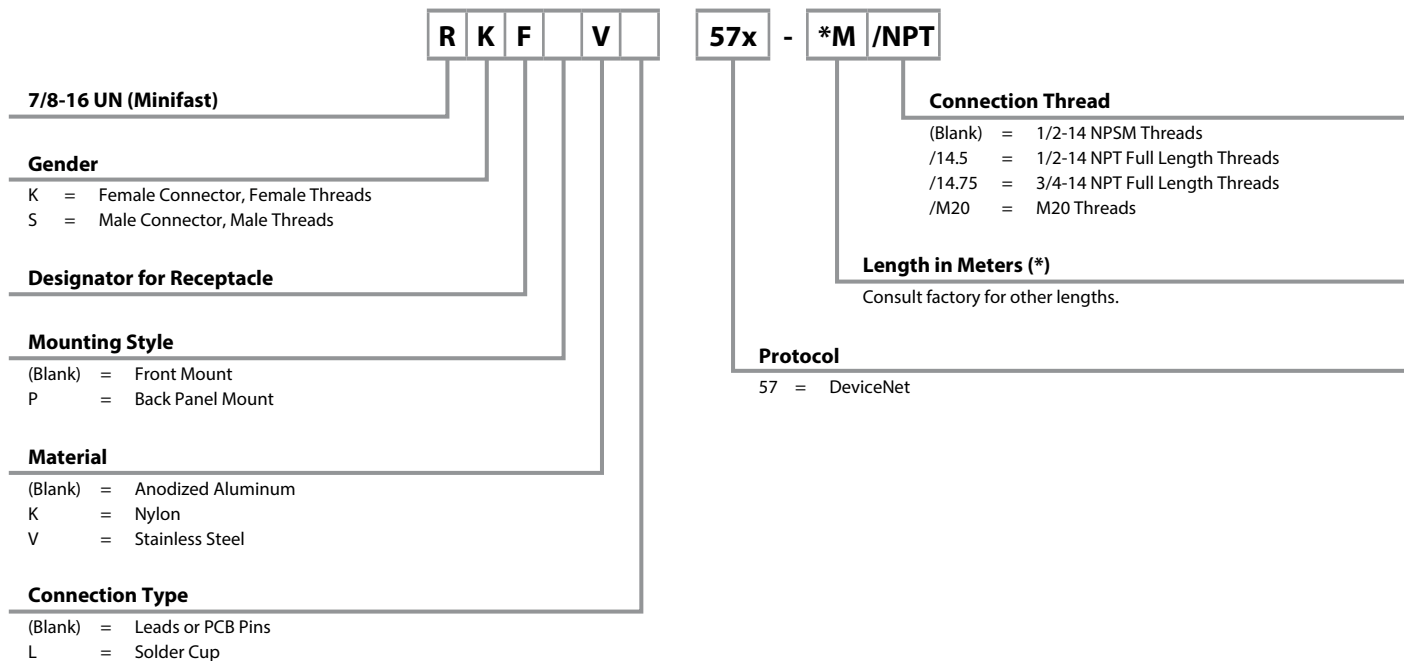 R K F V 57x - *M /NPT
7/8-16 UN (Minifast)
Gender
K = Female Connector, Female Threads
S = Male Connector, Male Threads
Designator for Receptacle
Mounting Style
(Blank) = Front Mount
P = Back Panel Mount
Material
(Blank) = Anodized Aluminum
K = Nylon
V = Stainless Steel
Connection Type
(Blank) = Leads or PCB Pins
L = Solder Cup
Connection Thread
(Blank) = 1/2-14 NPSM Threads
/14.5 = 1/2-14 NPT Full Length Threads
/14.75 = 3/4-14 NPT Full Length Threads
/M20 = M20 Threads
Length in Meters (*)
Consult factory for other lengths.
Protocol
57 = DeviceNet